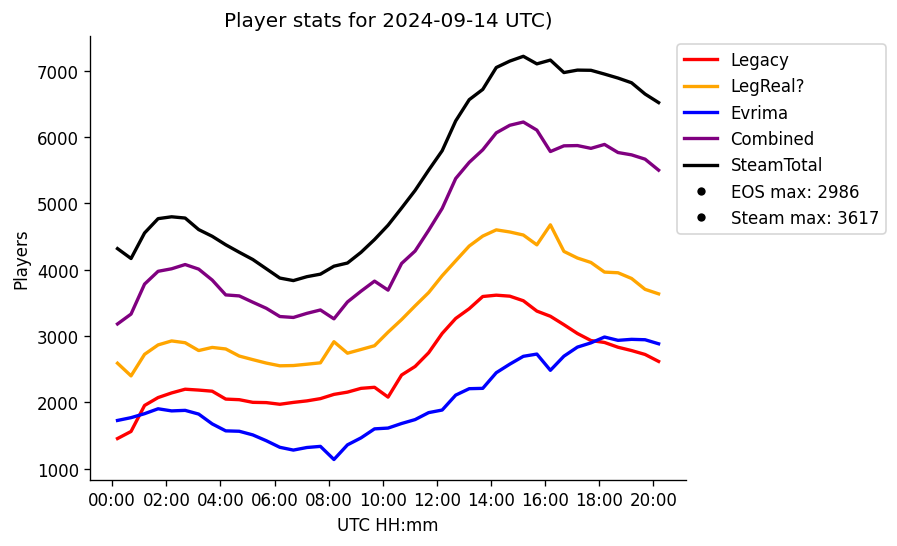 Player stats for 2024-09-14 UTC)
Players
7000
6000
5000
4000
3000
2000
1000
00:00 02:00 04:00 06:00 08:00 10:00 12:00 14:00 16:00 18:00 20:00
UTC HH:mm
Legacy
LegReal?
Evrima
Combined
SteamTotal
EOS max: 2986
Steam max: 3617